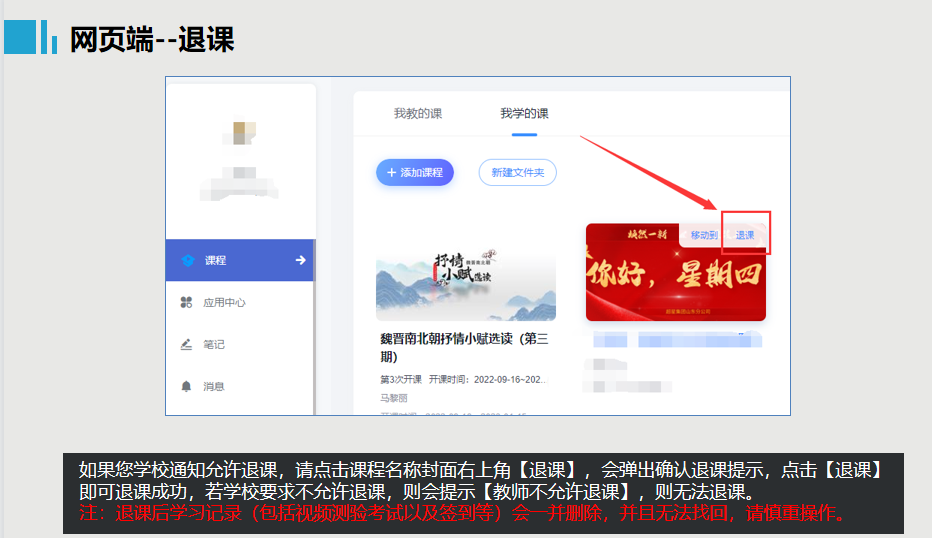 网页端--退课
我教的课
我学的课
+ 添加课程
新建文件夹
课程
应用中心
笔记
消息
抒情
小赋选读
魏晋南北朝抒情小赋选读（第三
期）
第3次开课 开课时间：2022-09-16~202..
马黎丽
焕然一新
移动到
退课
你好，星期四
如果您学校通知允许退课，请点击课程名称封面右上角【退课】，会弹出确认退课提示，点击【退课】
即可退课成功，若学校要求不允许退课，则会提示【教师不允许退课】，则无法退课。
注：退课后学习记录（包括视频测验考试以及签到等）会一并删除，并且无法找回，请慎重操作。